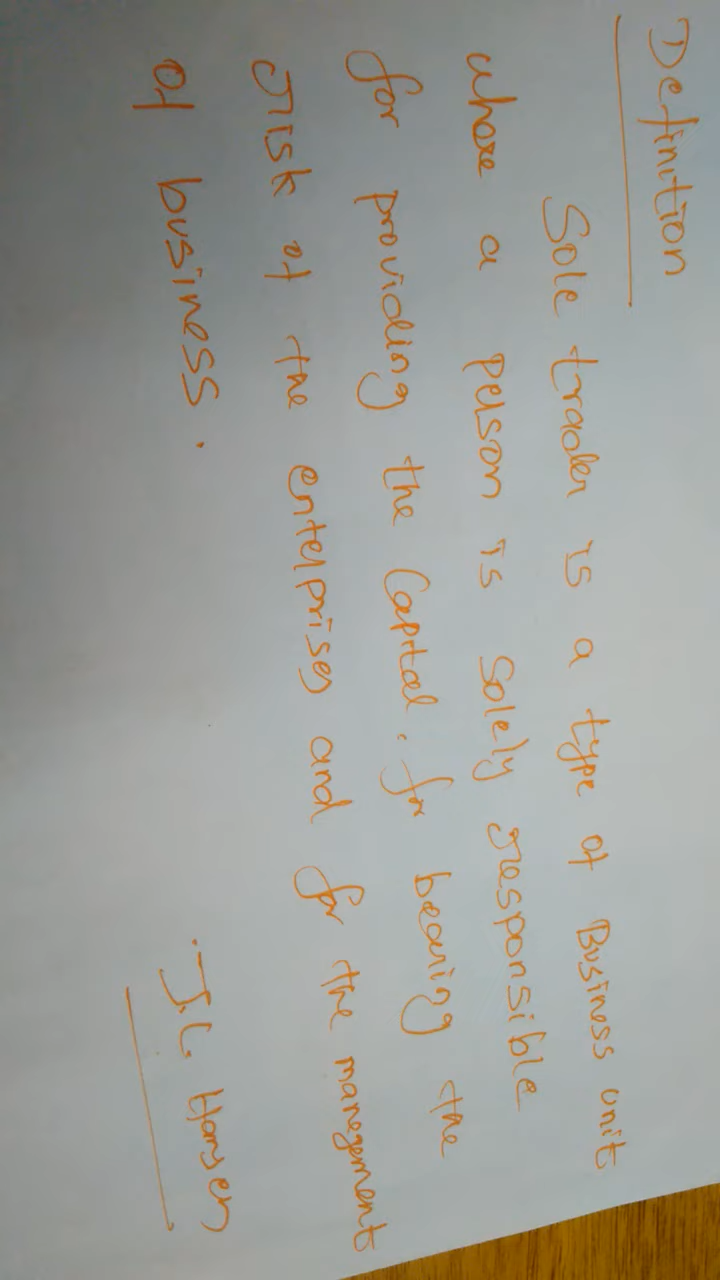 Definition
Sole trader is a type of Business unit
where a person is solely responsible
for providing the Capital. for bearing the
risk of the enterprises and for the management
of business.
J.L. Hansen